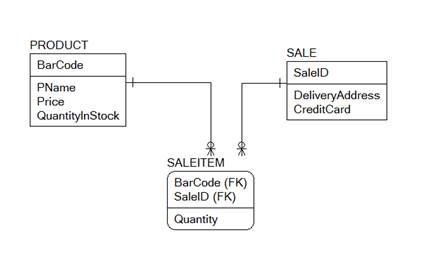 PRODUCT
BarCode
PName
Price
QuantityInStock
SALE
SaleID
DeliveryAddress
CreditCard
SALEITEM
BarCode (FK)
SaleID (FK)
Quantity